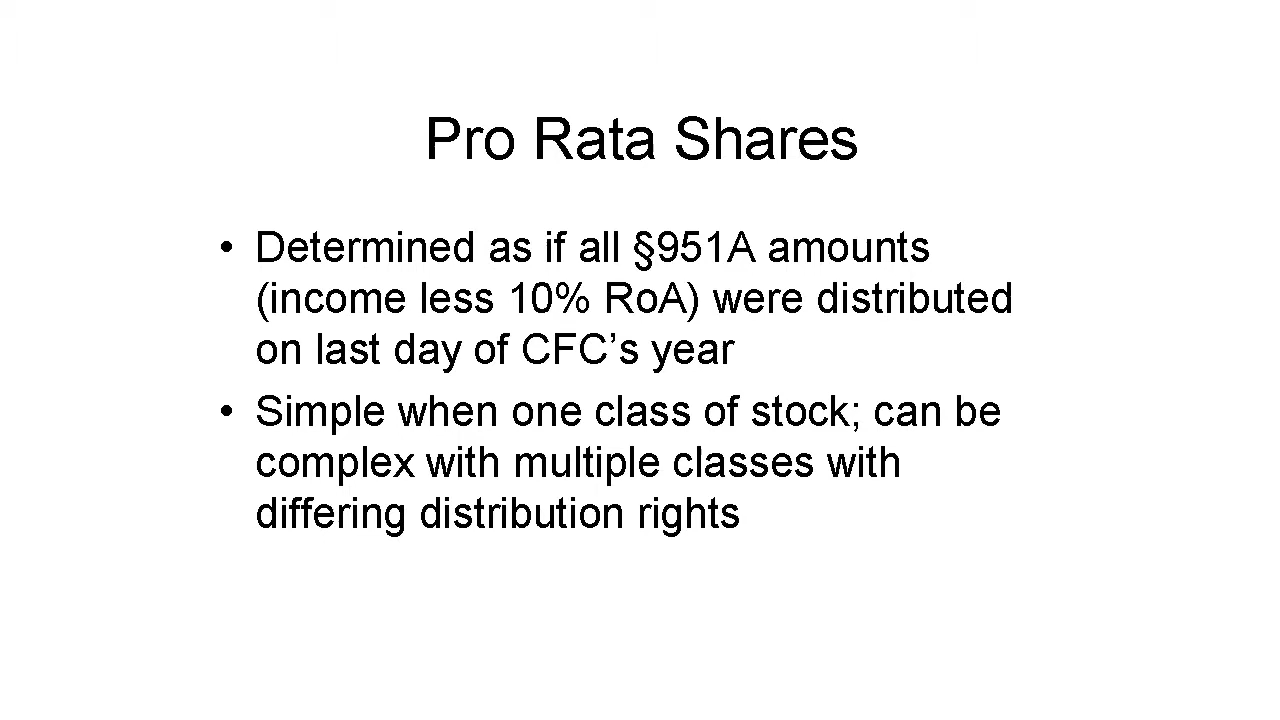 Pro Rata Shares
• Determined as if all §951A amounts
(income less 10% RoA) were distributed
on last day of CFC’s year
• Simple when one class of stock; can be
complex with multiple classes with
differing distribution rights